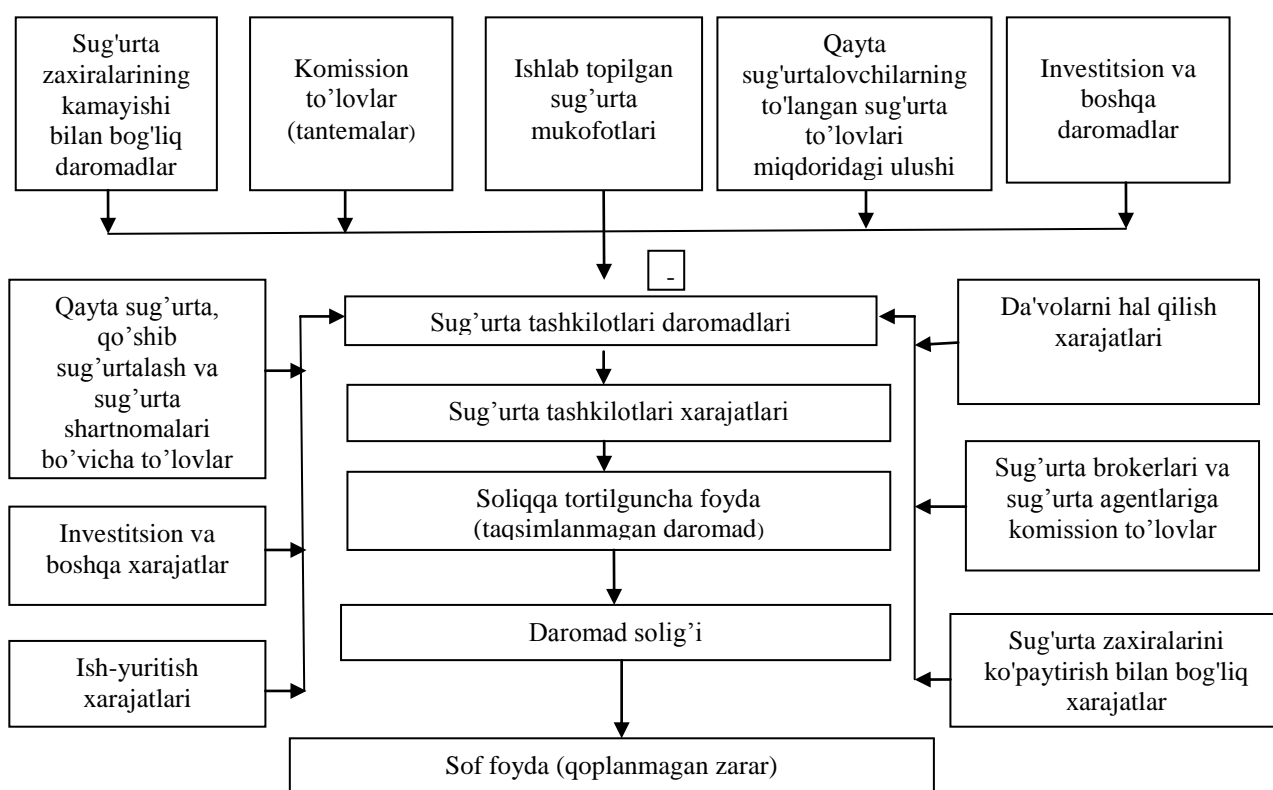 Sug'urta
zaxiralarining
kamayishi
bilan bog'liq
daromadlar
Komission
to’lovlar
(tantemalar)
Ishlab topilgan
sug’urta
mukofotlari
Qayta
sug'urtalovchilarning
to'langan sug'urta
to’lovlari
miqdoridagi ulushi
Investitsion va
boshqa
daromadlar
-
Qayta sug’urta,
qo’shib
sug’urtalash va
sug’urta
shartnomalari
bo’vicha to’lovlar
Sug’urta tashkilotlari daromadlari
Da'volarni hal qilish
xarajatlari
Sug’urta tashkilotlari xarajatlari
Soliqqa tortilguncha foyda
(taqsimlanmagan daromad)
Sug’urta brokerlari va
sug’urta agentlariga
komission to’lovlar
Investitsion va
boshqa xarajatlar
Daromad solig’i
Ish-yuritish
xarajatlari
Sug'urta zaxiralarini
ko'paytirish bilan bog'liq
xarajatlar
Sof foyda (qoplanmagan zarar)